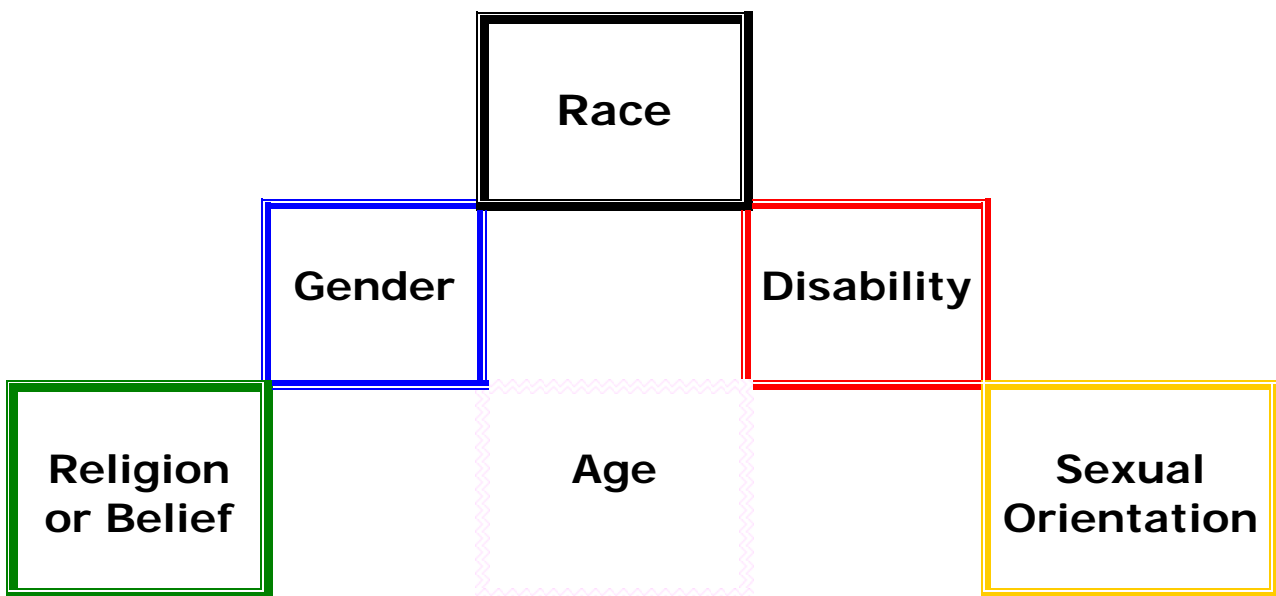 Race
Gender
Disability
Religion
or Belief
Age
Sexual
Orientation